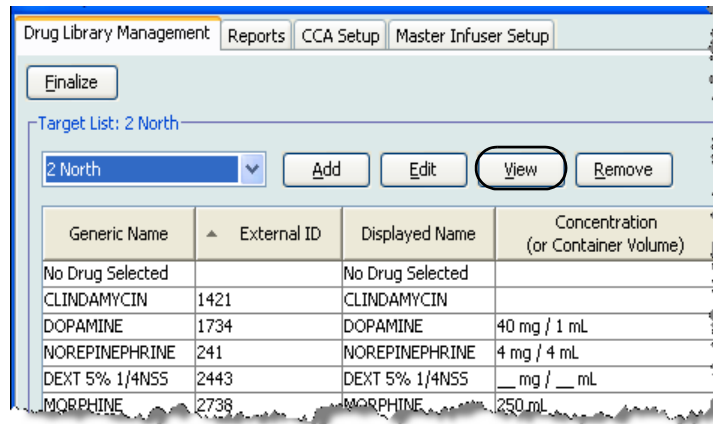 Drug Library Management Reports CCA Setup Master Infuser Setup
Finalize
Target List: 2 North
2 North Add Edit View Remove
Generic Name External ID Displayed Name Concentration (or Container Volume)
No Drug Selected No Drug Selected
CLINDAMYCIN 1421 CLINDAMYCIN
DOPAMINE 1734 DOPAMINE 40 mg / 1 mL
NOREPINEPHRINE 241 NOREPINEPHRINE 4 mg / 4 mL
DEXT 5% 1/4NSS 2443 DEXT 5% 1/4NSS __ mg / __ mL
MORPHINE 2738 MORPHINE 250 mL